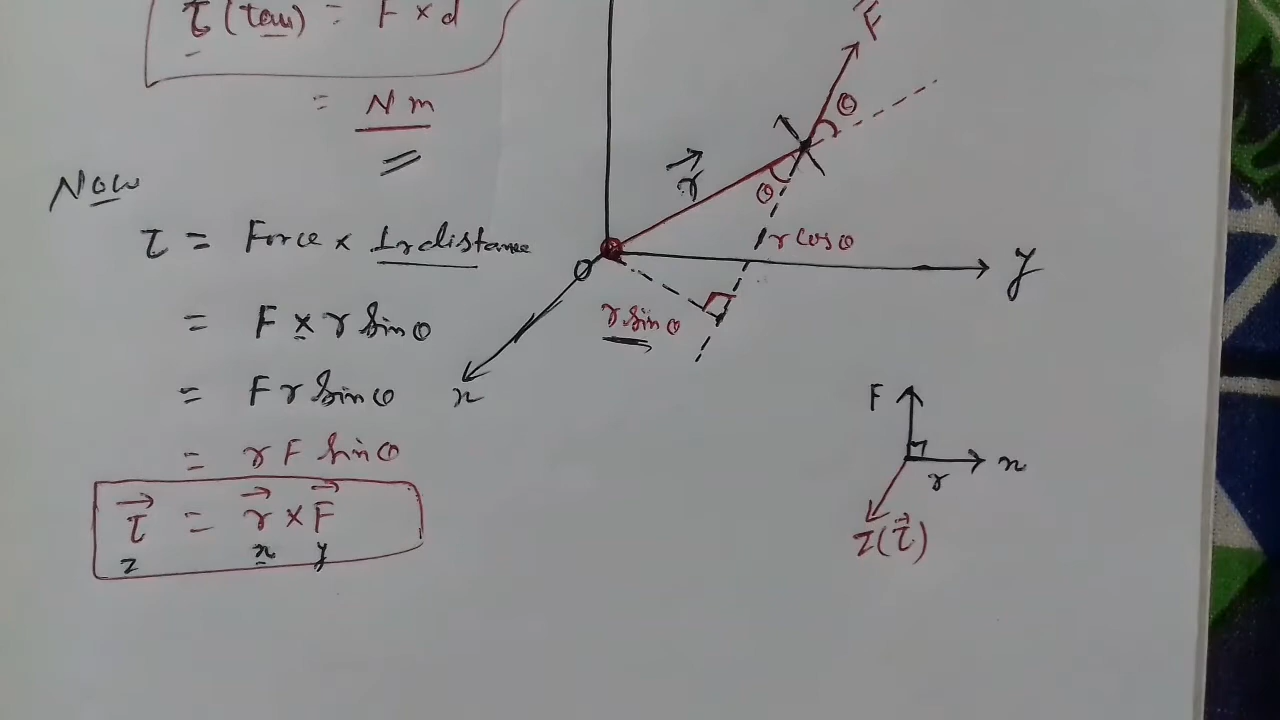 τ (tau) = F × d
= N m
Now
τ = Force × ⊥r distance
= F × r sin θ
= F r sin θ
= r F sin θ
τ⃗ = r⃗ × F⃗
z x y
F⃗
θ
r⃗
θ
r cos θ
y
r sin θ
x
F
x
r
z(τ⃗)